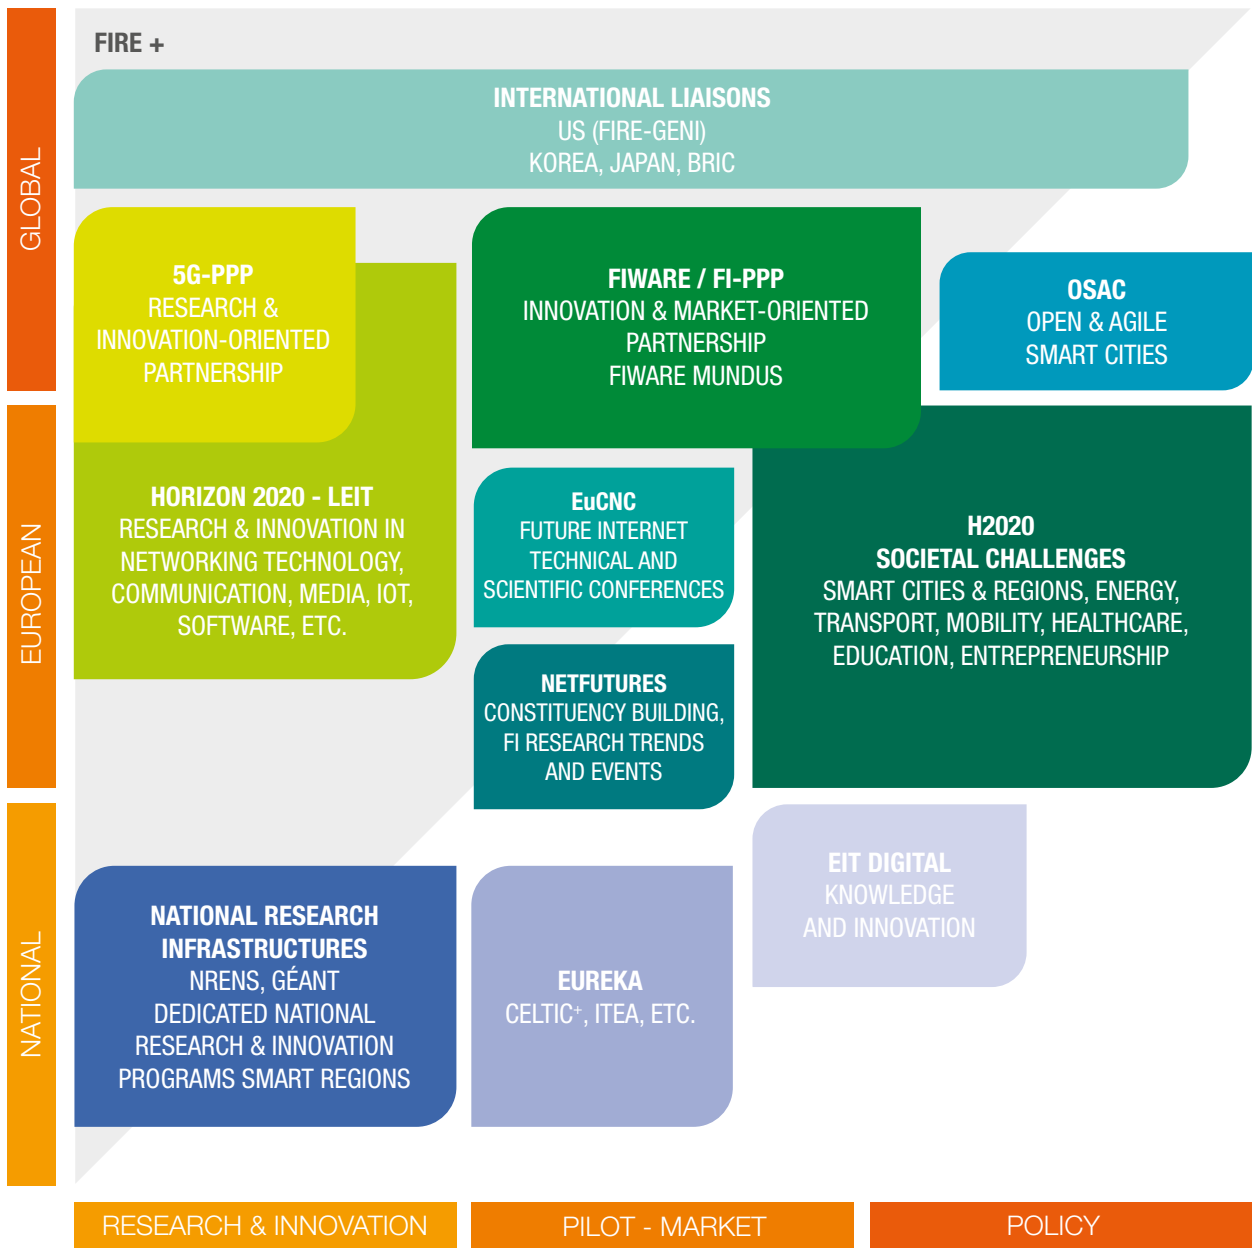 FIRE +
INTERNATIONAL LIAISONS
US (FIRE-GENI)
KOREA, JAPAN, BRIC
GLOBAL
5G-PPP
RESEARCH &
INNOVATION-ORIENTED
PARTNERSHIP
FIWARE / FI-PPP
INNOVATION & MARKET-ORIENTED
PARTNERSHIP
FIWARE MUNDUS
OSAC
OPEN & AGILE
SMART CITIES
EUROPEAN
HORIZON 2020 - LEIT
RESEARCH & INNOVATION IN
NETWORKING TECHNOLOGY,
COMMUNICATION, MEDIA, IOT,
SOFTWARE, ETC.
EuCNC
FUTURE INTERNET
TECHNICAL AND
SCIENTIFIC CONFERENCES
H2020
SOCIETAL CHALLENGES
SMART CITIES & REGIONS, ENERGY,
TRANSPORT, MOBILITY, HEALTHCARE,
EDUCATION, ENTREPRENEURSHIP
NETFUTURES
CONSTITUENCY BUILDING,
FI RESEARCH TRENDS
AND EVENTS
NATIONAL
NATIONAL RESEARCH
INFRASTRUCTURES
NRENS, GÉANT
DEDICATED NATIONAL
RESEARCH & INNOVATION
PROGRAMS SMART REGIONS
EUREKA
CELTIC⁺, ITEA, ETC.
EIT DIGITAL
KNOWLEDGE
AND INNOVATION
RESEARCH & INNOVATION
PILOT - MARKET
POLICY